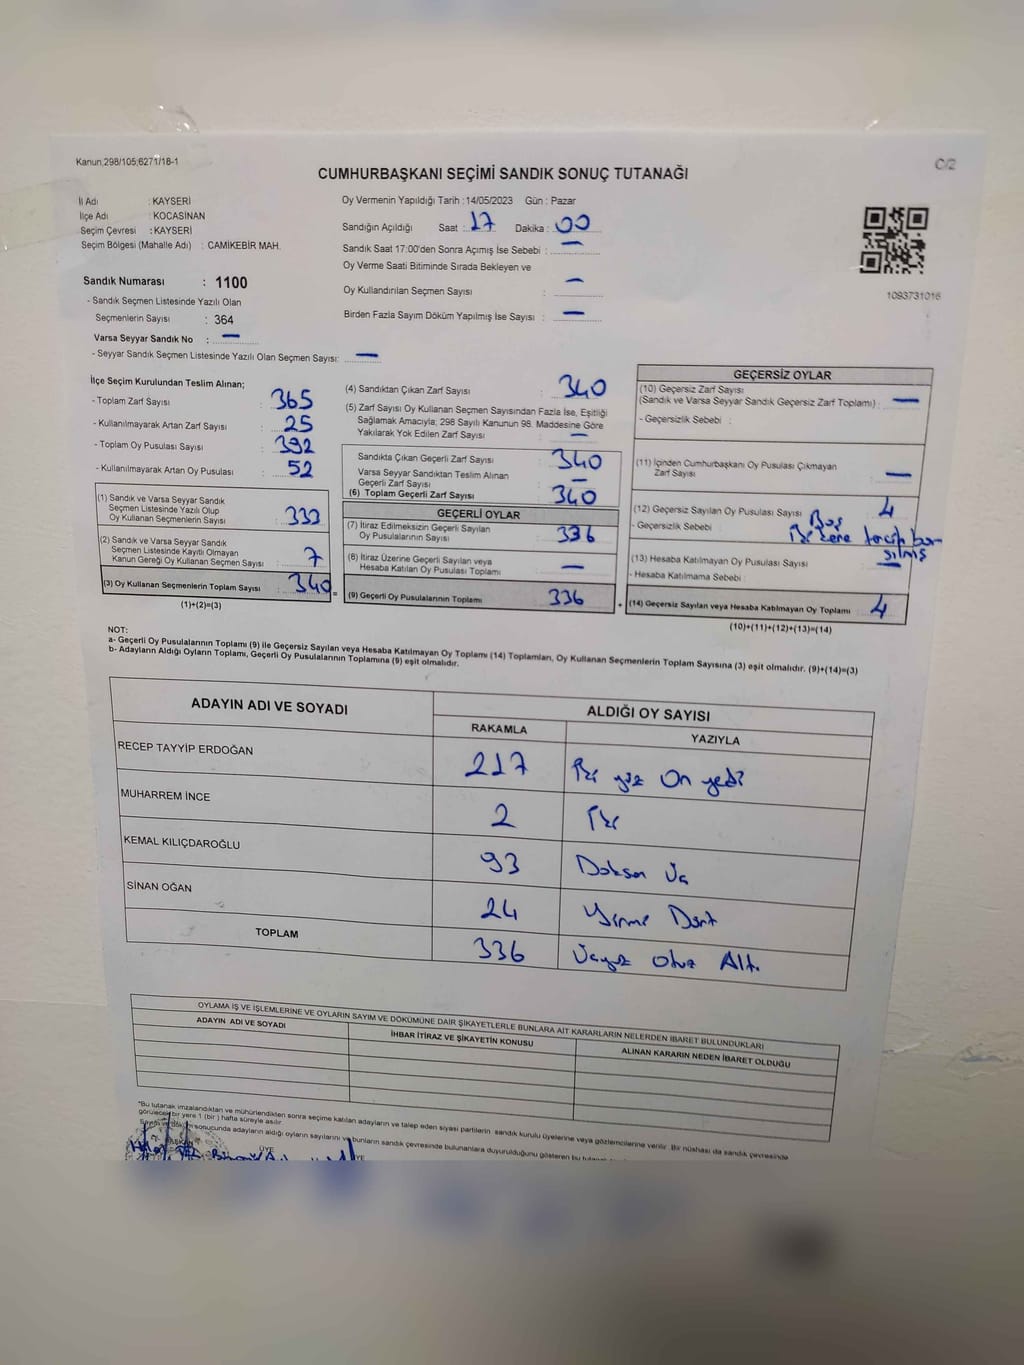 Kanun,298/105;6271/18-1
C/2
CUMHURBAŞKANI SEÇİMİ SANDIK SONUÇ TUTANAĞI
İl Adı : KAYSERİ
İlçe Adı : KOCASİNAN
Seçim Çevresi : KAYSERİ
Seçim Bölgesi (Mahalle Adı) : CAMİKEBİR MAH.
Sandık Numarası : 1100
- Sandık Seçmen Listesinde Yazılı Olan
Seçmenlerin Sayısı : 364
Varsa Seyyar Sandık No : —
- Seyyar Sandık Seçmen Listesinde Yazılı Olan Seçmen Sayısı: —
Oy Vermenin Yapıldığı Tarih :14/05/2023 Gün : Pazar
Sandığın Açıldığı Saat : 17 Dakika : 00
Sandık Saat 17:00'den Sonra Açımış İse Sebebi : —
Oy Verme Saati Bitiminde Sırada Bekleyen ve
Oy Kullandırılan Seçmen Sayısı : —
Birden Fazla Sayım Döküm Yapılmış İse Sayısı : —
1093731016
İlçe Seçim Kurulundan Teslim Alınan;
- Toplam Zarf Sayısı : 365
- Kullanılmayarak Artan Zarf Sayısı : 25
- Toplam Oy Pusulası Sayısı : 392
- Kullanılmayarak Artan Oy Pusulası : 52
(1) Sandık ve Varsa Seyyar Sandık
Seçmen Listesinde Yazılı Olup
Oy Kullanan Seçmenlerin Sayısı : 333
(2) Sandık ve Varsa Seyyar Sandık
Seçmen Listesinde Kayıtlı Olmayan
Kanun Gereği Oy Kullanan Seçmen Sayısı : 7
(3) Oy Kullanan Seçmenlerin Toplam Sayısı : 340 =
(1)+(2)=(3)
(4) Sandıktan Çıkan Zarf Sayısı : 340
(5) Zarf Sayısı Oy Kullanan Seçmen Sayısından Fazla İse, Eşitliği
Sağlamak Amacıyla; 298 Sayılı Kanunun 98. Maddesine Göre
Yakılarak Yok Edilen Zarf Sayısı : —
Sandıkta Çıkan Geçerli Zarf Sayısı : 340
Varsa Seyyar Sandıktan Teslim Alınan
Geçerli Zarf Sayısı : —
(6) Toplam Geçerli Zarf Sayısı : 340
GEÇERLİ OYLAR
(7) İtiraz Edilmeksizin Geçerli Sayılan
Oy Pusulalarının Sayısı : 336
(8) İtiraz Üzerine Geçerli Sayılan veya
Hesaba Katılan Oy Pusulası Toplamı : —
(9) Geçerli Oy Pusulalarının Toplamı : 336 +
GEÇERSİZ OYLAR
(10) Geçersiz Zarf Sayısı
(Sandık ve Varsa Seyyar Sandık Geçersiz Zarf Toplamı) : —
- Geçersizlik Sebebi :
(11) İçinden Cumhurbaşkanı Oy Pusulası Çıkmayan
Zarf Sayısı : —
(12) Geçersiz Sayılan Oy Pusulası Sayısı : 4
- Geçersizlik Sebebi : Boş
(13) Hesaba Katılmayan Oy Pusulası Sayısı : —
- Hesaba Katılmama Sebebi :
(14) Geçersiz Sayılan veya Hesaba Katılmayan Oy Toplamı : 4
(10)+(11)+(12)+(13)=(14)
NOT:
a- Geçerli Oy Pusulalarının Toplamı (9) ile Geçersiz Sayılan veya Hesaba Katılmayan Oy Toplamı (14) Toplamları, Oy Kullanan Seçmenlerin Toplam Sayısına (3) eşit olmalıdır. (9)+(14)=(3)
b- Adayların Aldığı Oyların Toplamı, Geçerli Oy Pusulalarının Toplamına (9) eşit olmalıdır.
ADAYIN ADI VE SOYADI ALDIĞI OY SAYISI
RAKAMLA YAZIYLA
RECEP TAYYİP ERDOĞAN 217 İki yüz On yedi
MUHARREM İNCE 2 İki
KEMAL KILIÇDAROĞLU 93 Doksan Üç
SİNAN OĞAN 24 Yirmi Dört
TOPLAM 336 Üçyüz Otuz Altı
OYLAMA İŞ VE İŞLEMLERİNE VE OYLARIN SAYIM VE DÖKÜMÜNE DAİR ŞİKAYETLERLE BUNLARA AİT KARARLARIN NELERDEN İBARET BULUNDUKLARI
ADAYIN ADI VE SOYADI İHBAR İTİRAZ VE ŞİKAYETİN KONUSU ALINAN KARARIN NEDEN İBARET OLDUĞU
*Bu tutanak imzalandıktan ve mühürlendikten sonra seçime katılan adayların ve talep eden siyasi partilerin sandık kurulu üyelerine veya gözlemcilerine verilir. Bir nüshası da sandık çevresinde
görülecek bir yere 1 (bir) hafta süreyle asılır.
sonucunda adayların aldığı oyların sayılarını ve bunların sandık çevresinde bulunanlara duyurulduğunu gösteren bu
BAŞKAN ÜYE ÜYE